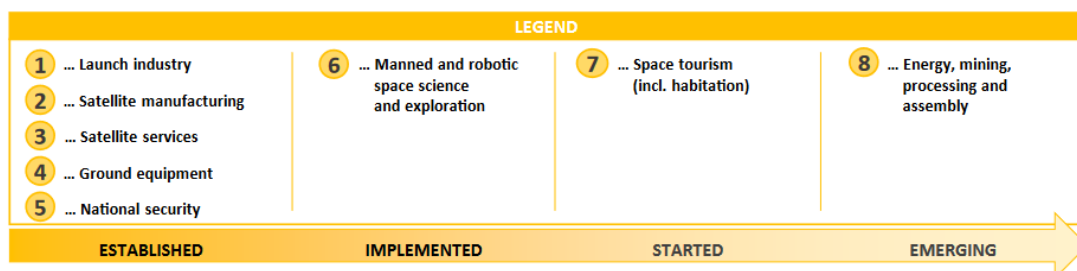 LEGEND
1 ... Launch industry
2 ... Satellite manufacturing
3 ... Satellite services
4 ... Ground equipment
5 ... National security
6 ... Manned and robotic
space science
and exploration
7 ... Space tourism
(incl. habitation)
8 ... Energy, mining,
processing and
assembly
ESTABLISHED
IMPLEMENTED
STARTED
EMERGING